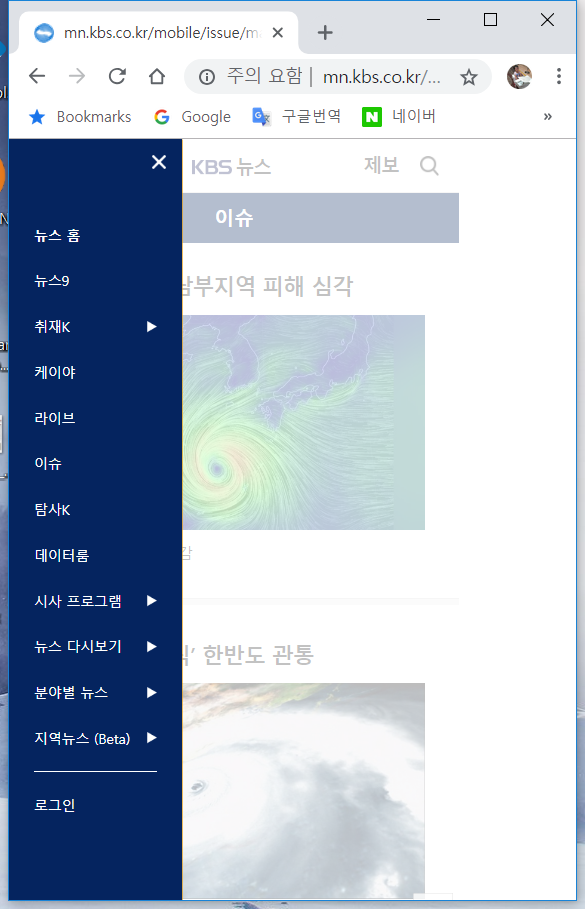 mn.kbs.co.kr/mobile/issue/m
주의 요함 | mn.kbs.co.kr/...
Bookmarks Google 구글번역 네이버 »
KBS 뉴스 제보
이슈
뉴스 홈
뉴스9
남부지역 피해 심각
취재K
케이야
라이브
이슈
탐사K
감
데이터룸
시사 프로그램
뉴스 다시보기
’ 한반도 관통
분야별 뉴스
지역뉴스 (Beta)
로그인